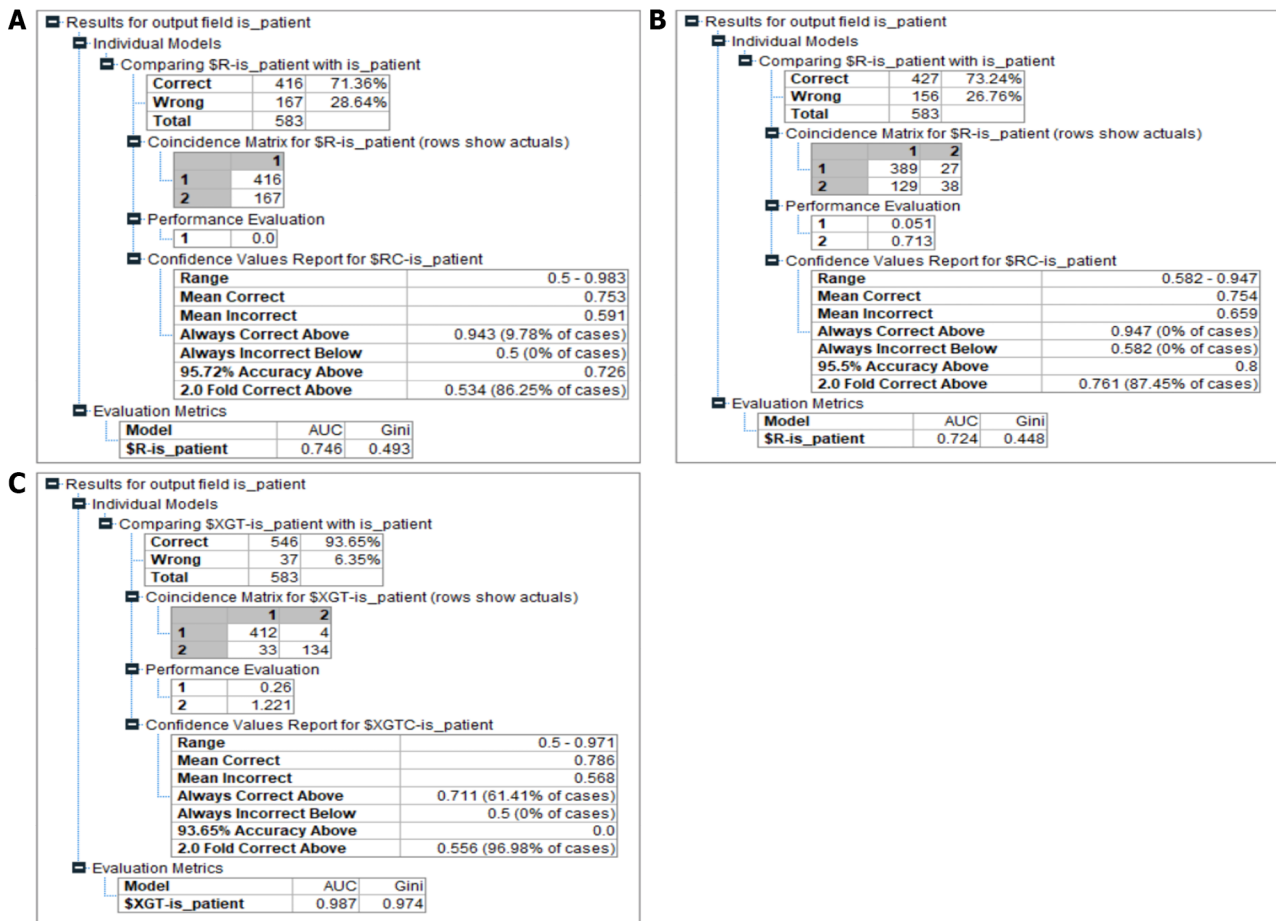 A
Results for output field is_patient
Individual Models
Comparing $R-is_patient with is_patient
Correct 416 71.36%
Wrong 167 28.64%
Total 583
Coincidence Matrix for $R-is_patient (rows show actuals)
1
1 416
2 167
Performance Evaluation
1 0.0
Confidence Values Report for $RC-is_patient
Range 0.5 - 0.983
Mean Correct 0.753
Mean Incorrect 0.591
Always Correct Above 0.943 (9.78% of cases)
Always Incorrect Below 0.5 (0% of cases)
95.72% Accuracy Above 0.726
2.0 Fold Correct Above 0.534 (86.25% of cases)
Evaluation Metrics
Model AUC Gini
$R-is_patient 0.746 0.493
B
Results for output field is_patient
Individual Models
Comparing $R-is_patient with is_patient
Correct 427 73.24%
Wrong 156 26.76%
Total 583
Coincidence Matrix for $R-is_patient (rows show actuals)
1 2
1 389 27
2 129 38
Performance Evaluation
1 0.051
2 0.713
Confidence Values Report for $RC-is_patient
Range 0.582 - 0.947
Mean Correct 0.754
Mean Incorrect 0.659
Always Correct Above 0.947 (0% of cases)
Always Incorrect Below 0.582 (0% of cases)
95.5% Accuracy Above 0.8
2.0 Fold Correct Above 0.761 (87.45% of cases)
Evaluation Metrics
Model AUC Gini
$R-is_patient 0.724 0.448
C
Results for output field is_patient
Individual Models
Comparing $XGT-is_patient with is_patient
Correct 546 93.65%
Wrong 37 6.35%
Total 583
Coincidence Matrix for $XGT-is_patient (rows show actuals)
1 2
1 412 4
2 33 134
Performance Evaluation
1 0.26
2 1.221
Confidence Values Report for $XGTC-is_patient
Range 0.5 - 0.971
Mean Correct 0.786
Mean Incorrect 0.568
Always Correct Above 0.711 (61.41% of cases)
Always Incorrect Below 0.5 (0% of cases)
93.65% Accuracy Above 0.0
2.0 Fold Correct Above 0.556 (96.98% of cases)
Evaluation Metrics
Model AUC Gini
$XGT-is_patient 0.987 0.974